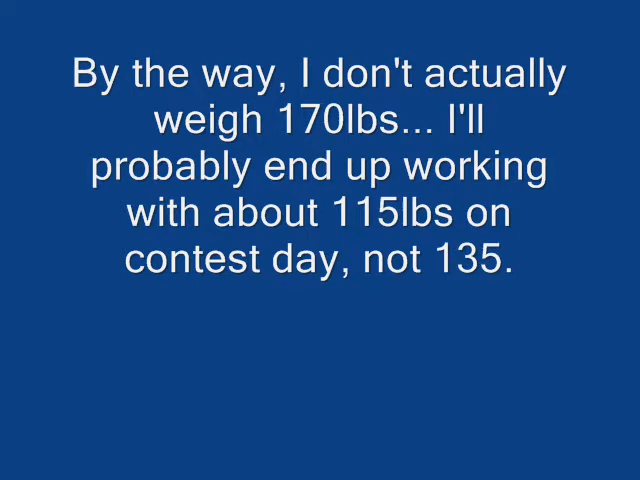 By the way, I don't actually
weigh 170lbs... I'll
probably end up working
with about 115lbs on
contest day, not 135.